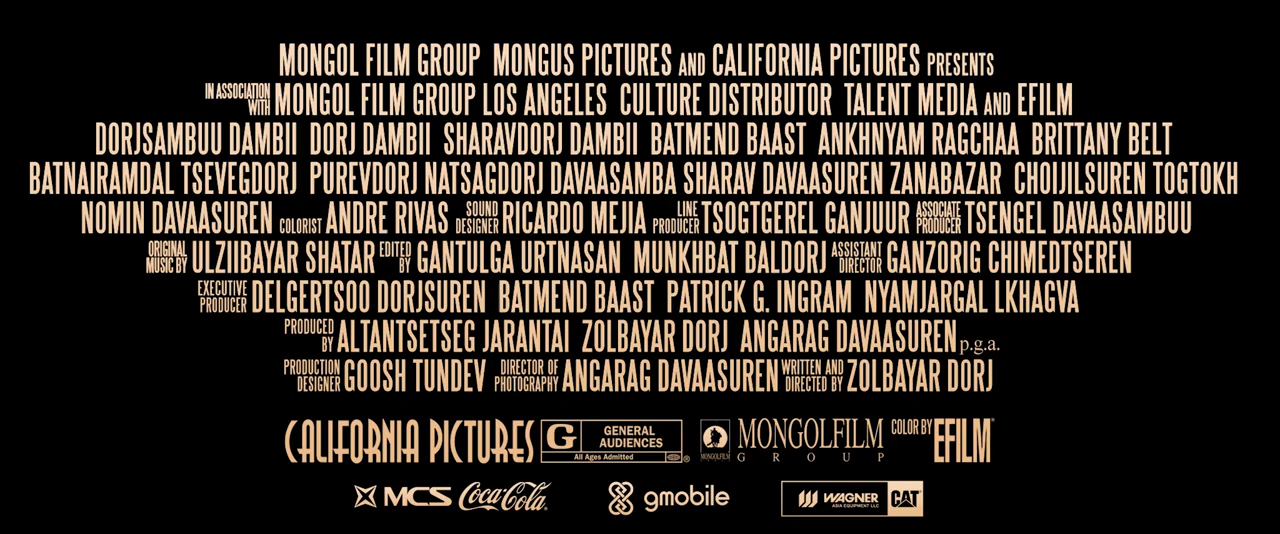 MONGOL FILM GROUP MONGUS PICTURES AND CALIFORNIA PICTURES PRESENTS
IN ASSOCIATION WITH MONGOL FILM GROUP LOS ANGELES CULTURE DISTRIBUTOR TALENT MEDIA AND EFILM
DORJSAMBUU DAMBII DORJ DAMBII SHARAVDORJ DAMBII BATMEND BAAST ANKHNYAM RAGCHAA BRITTANY BELT
BATNAIRAMDAL TSEVEGDORJ PUREVDORJ NATSAGDORJ DAVAASAMBA SHARAV DAVAASUREN ZANABAZAR CHOIJILSUREN TOGTOKH
NOMIN DAVAASUREN COLORIST ANDRE RIVAS SOUND DESIGNER RICARDO MEJIA LINE PRODUCER TSOGTGEREL GANJUUR ASSOCIATE PRODUCER TSENGEL DAVAASAMBUU
ORIGINAL MUSIC BY ULZIIBAYAR SHATAR EDITED BY GANTULGA URTNASAN MUNKHBAT BALDORJ ASSISTANT DIRECTOR GANZORIG CHIMEDTSEREN
EXECUTIVE PRODUCER DELGERTSOO DORJSUREN BATMEND BAAST PATRICK G. INGRAM NYAMJARGAL LKHAGVA
PRODUCED BY ALTANTSETSEG JARANTAI ZOLBAYAR DORJ ANGARAG DAVAASUREN p.g.a.
PRODUCTION DESIGNER GOOSH TUNDEV DIRECTOR OF PHOTOGRAPHY ANGARAG DAVAASUREN WRITTEN AND DIRECTED BY ZOLBAYAR DORJ
CALIFORNIA PICTURES G GENERAL AUDIENCES All Ages Admitted ® MONGOLFILM MONGOLFILM GROUP COLOR BY EFILM
MCS Coca-Cola gmobile WAGNER ASIA EQUIPMENT LLC CAT